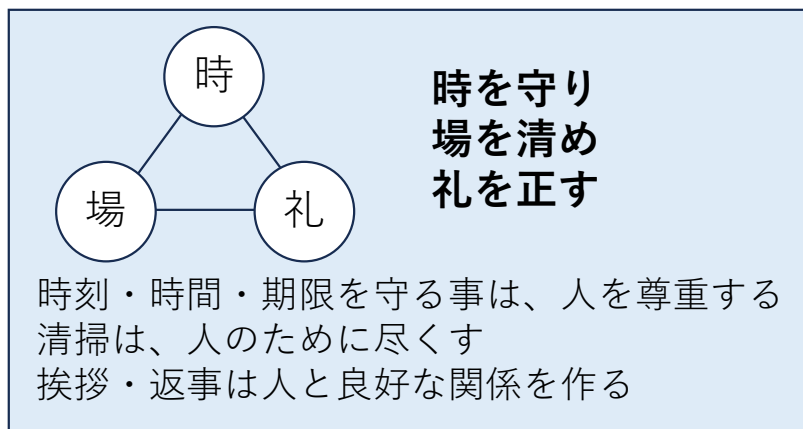 時
場
礼
時を守り
場を清め
礼を正す
時刻・時間・期限を守る事は、人を尊重する
清掃は、人のために尽くす
挨拶・返事は人と良好な関係を作る